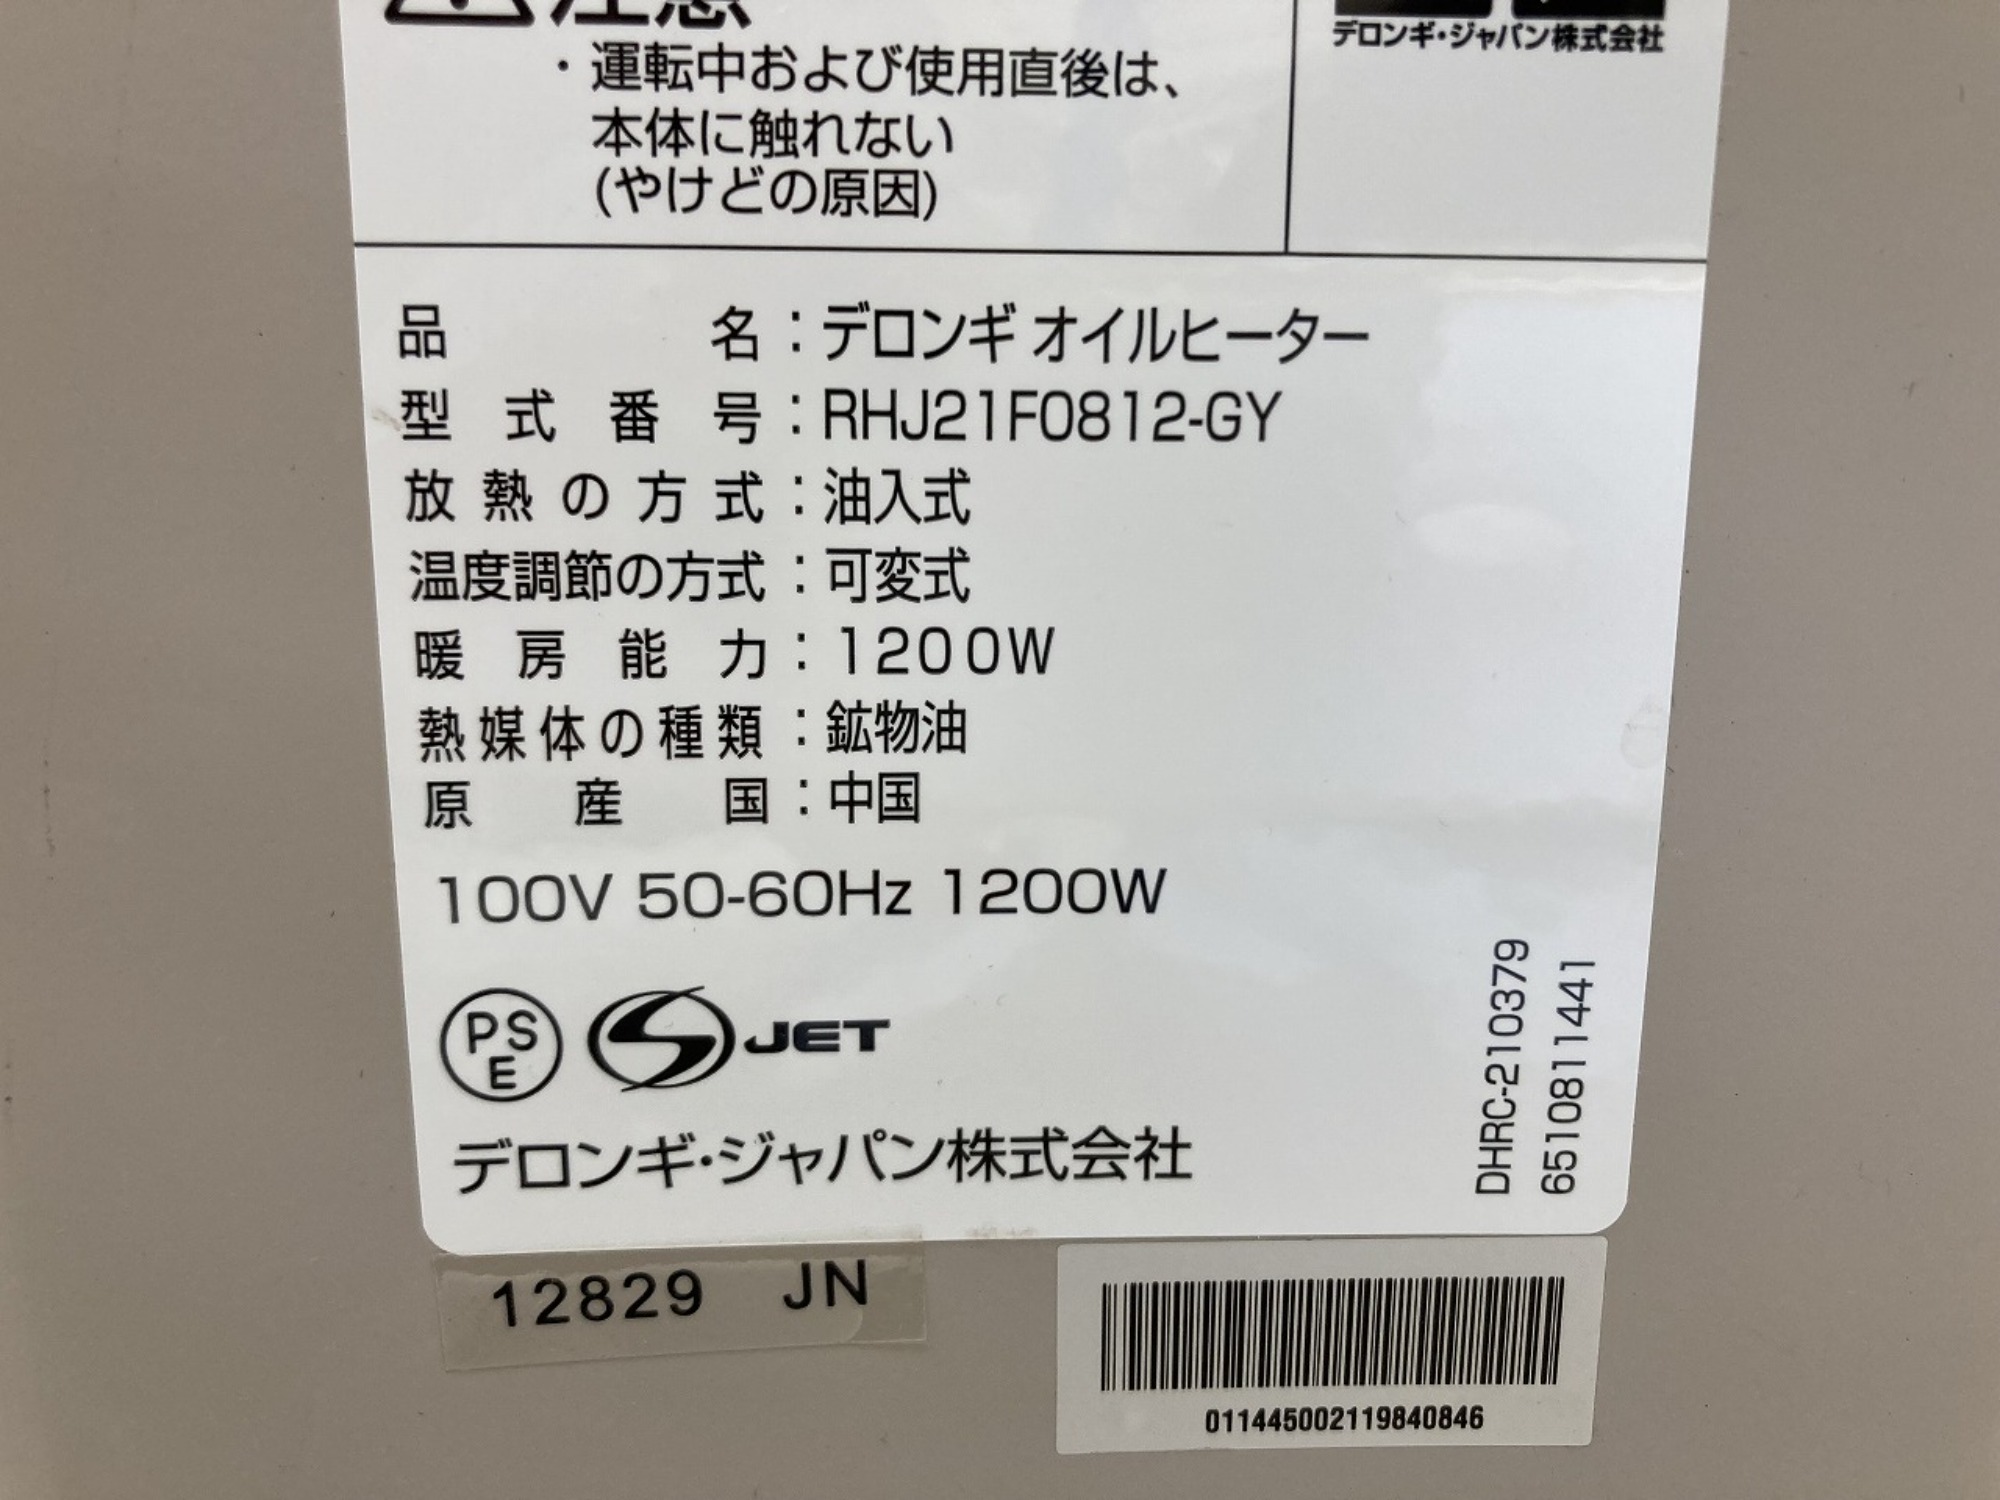 注意
・運転中および使用直後は、
本体に触れない
(やけどの原因)
デロンギ・ジャパン株式会社
品名：デロンギ オイルヒーター
型式番号：RHJ21F0812-GY
放熱の方式：油入式
温度調節の方式：可変式
暖房能力：1200W
熱媒体の種類：鉱物油
原産国：中国
100V 50-60Hz 1200W
PSE
JET
デロンギ・ジャパン株式会社
DHRC-210379
6510811441
12829 JN
011445002119840846